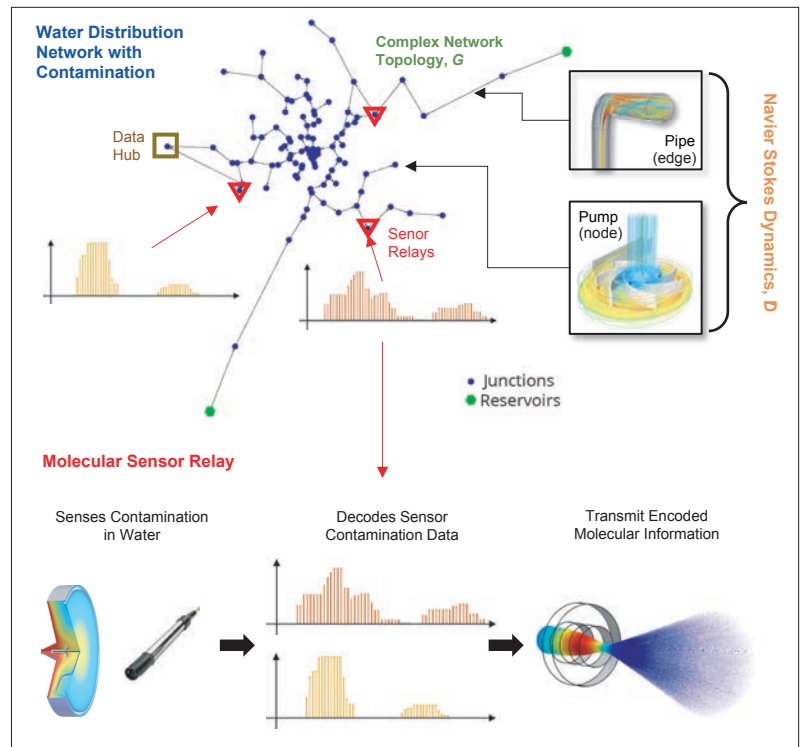 Water Distribution
Network with
Contamination
Complex Network
Topology, G
Data
Hub
Pipe
(edge)
Pump
(node)
Navier Stokes Dynamics, D
Senor
Relays
Junctions
Reservoirs
Molecular Sensor Relay
Senses Contamination
in Water
Decodes Sensor
Contamination Data
Transmit Encoded
Molecular Information